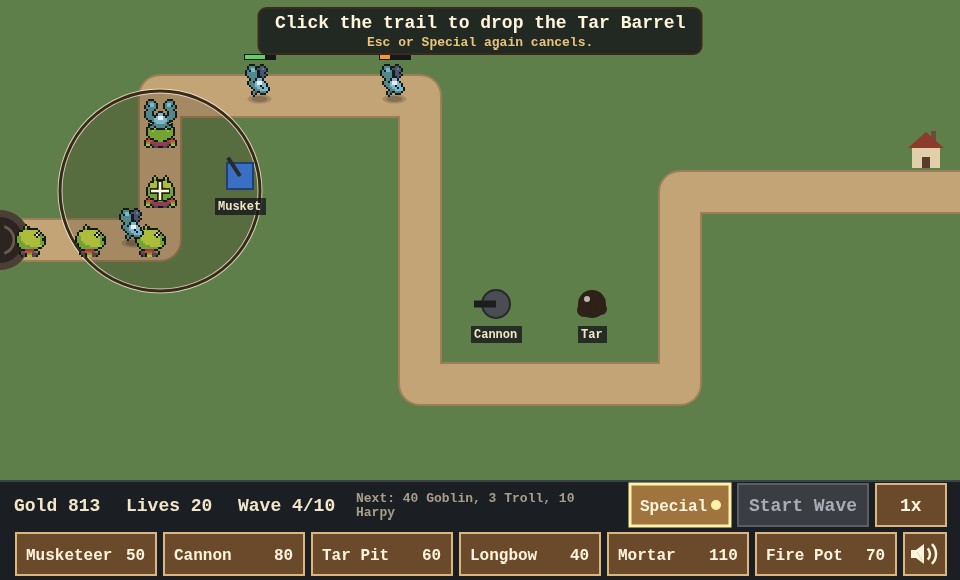 Click the trail to drop the Tar Barrel
Esc or Special again cancels.
Musket
Cannon
Tar
Gold 813
Lives 20
Wave 4/10
Next: 40 Goblin, 3 Troll, 10
Harpy
Special
Start Wave
1x
Musketeer 50
Cannon 80
Tar Pit 60
Longbow 40
Mortar 110
Fire Pot 70